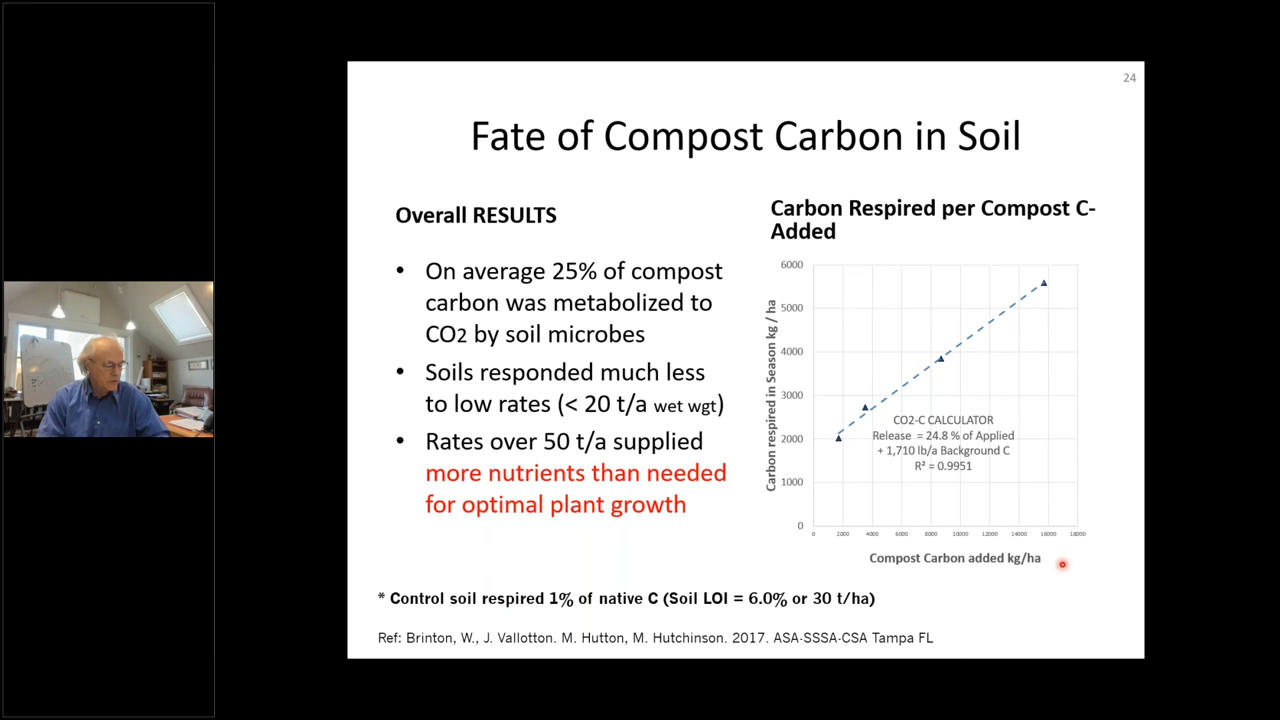 24
Fate of Compost Carbon in Soil
Overall RESULTS
• On average 25% of compost
carbon was metabolized to
CO2 by soil microbes
• Soils responded much less
to low rates (< 20 t/a wet wgt)
• Rates over 50 t/a supplied
more nutrients than needed
for optimal plant growth
Carbon Respired per Compost C-
Added
Carbon respired in Season kg / ha
6000
5000
4000
3000
2000
1000
0
CO2-C CALCULATOR
Release = 24.8 % of Applied
+ 1,710 lb/a Background C
R² = 0.9951
0 2000 4000 6000 8000 10000 12000 14000 16000 18000
Compost Carbon added kg/ha
* Control soil respired 1% of native C (Soil LOI = 6.0% or 30 t/ha)
Ref: Brinton, W., J. Vallotton. M. Hutton, M. Hutchinson. 2017. ASA-SSSA-CSA Tampa FL